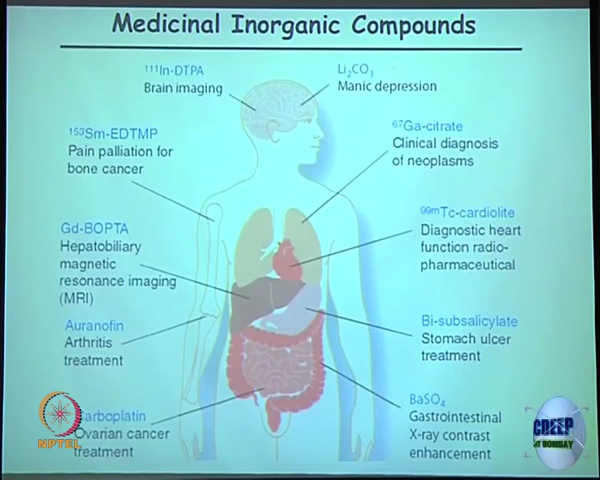 Medicinal Inorganic Compounds
¹¹¹In-DTPA
Brain imaging
Li₂CO₃
Manic depression
¹⁵³Sm-EDTMP
Pain palliation for
bone cancer
⁶⁷Ga-citrate
Clinical diagnosis
of neoplasms
Gd-BOPTA
Hepatobiliary
magnetic
resonance imaging
(MRI)
⁹⁹ᵐTc-cardiolite
Diagnostic heart
function radio-
pharmaceutical
Auranofin
Arthritis
treatment
Bi-subsalicylate
Stomach ulcer
treatment
Carboplatin
Ovarian cancer
treatment
BaSO₄
Gastrointestinal
X-ray contrast
enhancement
NPTEL
CDEEP
IIT BOMBAY